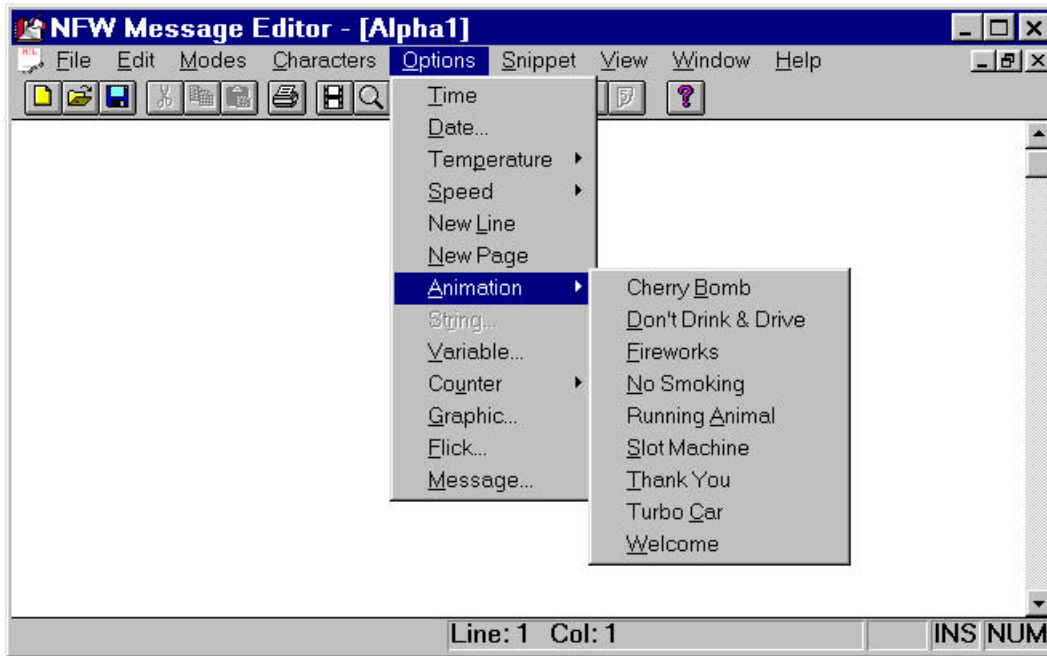 NFW Message Editor - [Alpha1]
File Edit Modes Characters Options Snippet View Window Help
Time
Date...
Temperature
Speed
New Line
New Page
Animation
String...
Variable...
Counter
Graphic...
Flick...
Message...
Cherry Bomb
Don't Drink & Drive
Fireworks
No Smoking
Running Animal
Slot Machine
Thank You
Turbo Car
Welcome
Line: 1 Col: 1 INS NUM